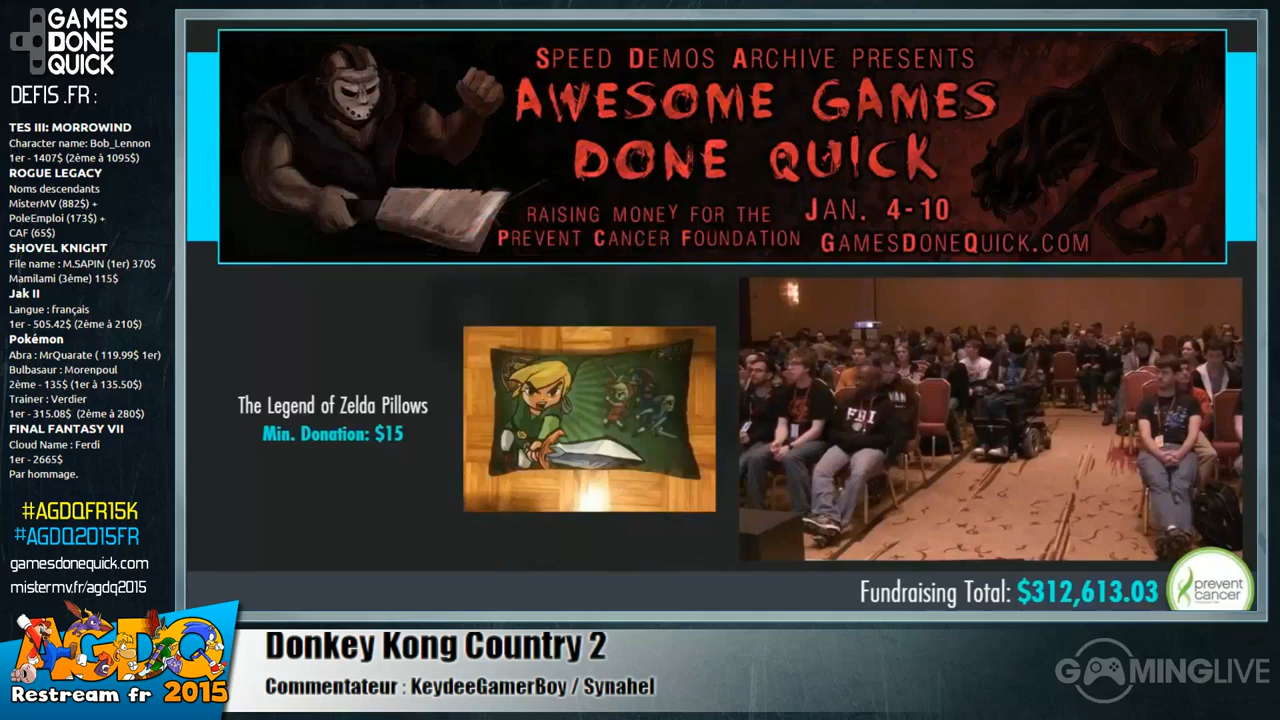 GAMES
DONE
QUICK
DEFIS .FR :
TES III: MORROWIND
Character name: Bob_Lennon
1er - 1407$ (2ème à 1095$)
ROGUE LEGACY
Noms descendants
MisterMV (882$) +
PoleEmploi (173$) +
CAF (65$)
SHOVEL KNIGHT
File name : M.SAPIN (1er) 370$
Mamilami (3ème) 115$
Jak II
Langue : français
1er - 505.42$ (2ème à 210$)
Pokémon
Abra : MrQuarate ( 119.99$ 1er)
Bulbasaur : Morenpoul
2ème - 135$ (1er à 135.50$)
Trainer : Verdier
1er - 315.08$ (2ème à 280$)
FINAL FANTASY VII
Cloud Name : Ferdi
1er - 2665$
Par hommage.
#AGDQFR15K
#AGDQ2015FR
gamesdonequick.com
mistermv.fr/agdq2015
AGDQ
Restream fr 2015
SPEED DEMOS ARCHIVE PRESENTS
AWESOME GAMES
DONE QUICK
RAISING MONEY FOR THE
PREVENT CANCER FOUNDATION
JAN. 4-10
GAMESDONEQUICK.COM
The Legend of Zelda Pillows
Min. Donation: $15
FBI
Fundraising Total: $312,613.03
prevent
cancer
Donkey Kong Country 2
Commentateur : KeydeeGamerBoy / Synahel
GAMINGLIVE